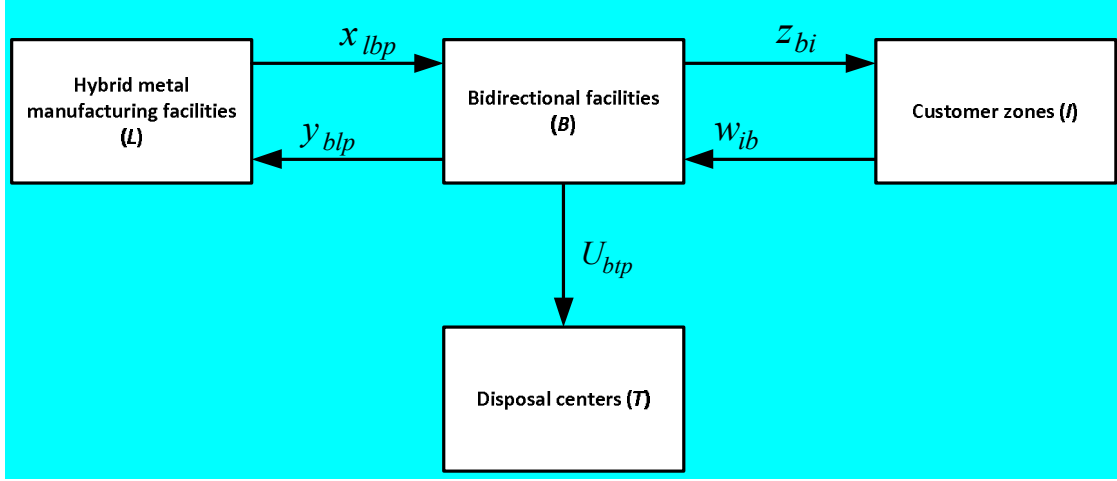 x lbp
z bi
Hybrid metal
manufacturing facilities
(L)
Bidirectional facilities
(B)
Customer zones (I)
y blp
w ib
U btp
Disposal centers (T)